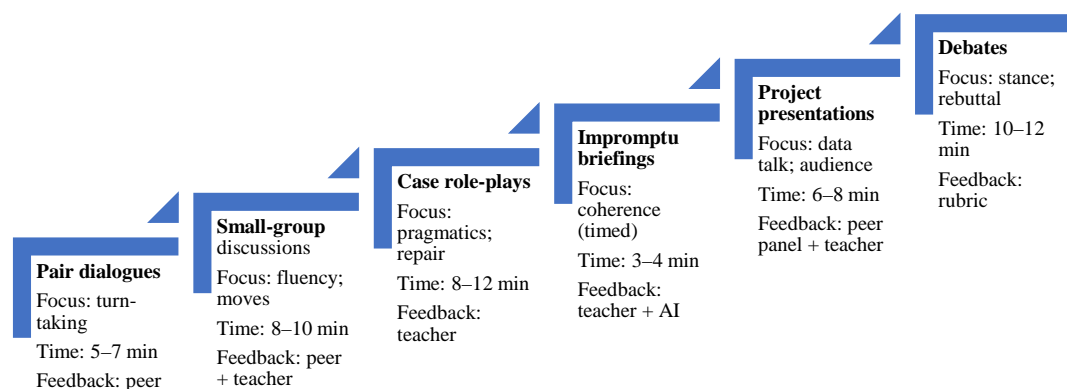 Pair dialogues
Focus: turn-
taking
Time: 5–7 min
Feedback: peer
Small-group
discussions
Focus: fluency;
moves
Time: 8–10 min
Feedback: peer
+ teacher
Case role-plays
Focus:
pragmatics;
repair
Time: 8–12 min
Feedback:
teacher
Impromptu
briefings
Focus:
coherence
(timed)
Time: 3–4 min
Feedback:
teacher + AI
Project
presentations
Focus: data
talk; audience
Time: 6–8 min
Feedback: peer
panel + teacher
Debates
Focus: stance;
rebuttal
Time: 10–12
min
Feedback:
rubric